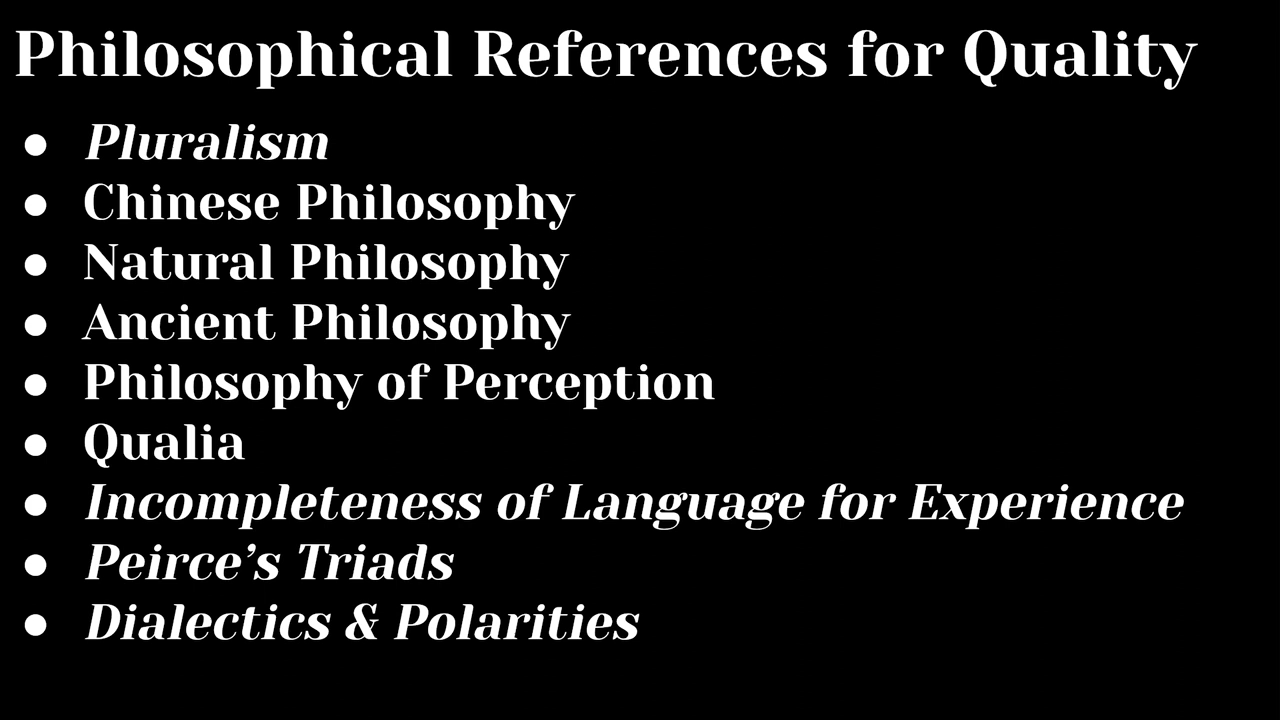 Philosophical References for Quality
● Pluralism
● Chinese Philosophy
● Natural Philosophy
● Ancient Philosophy
● Philosophy of Perception
● Qualia
● Incompleteness of Language for Experience
● Peirce’s Triads
● Dialectics & Polarities